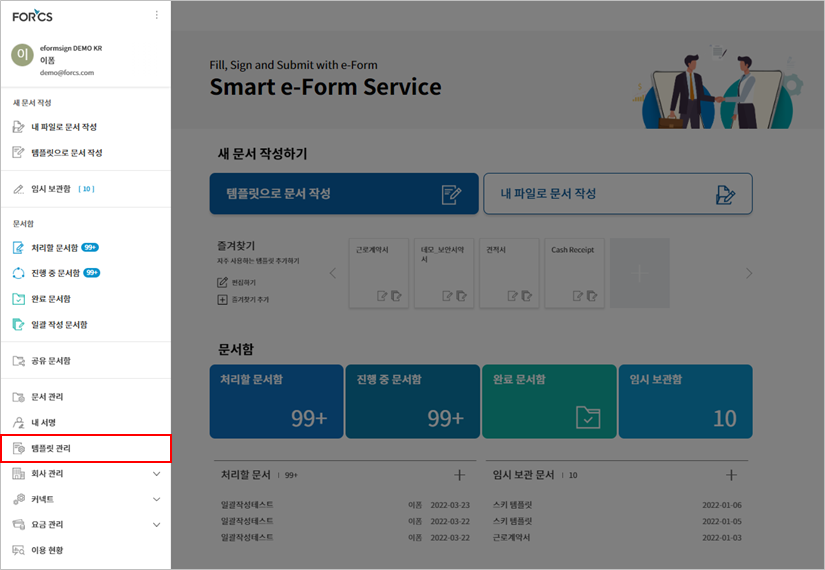 FORCS
이
eformsign DEMO KR
이폼
demo@forcs.com
새 문서 작성
내 파일로 문서 작성
템플릿으로 문서 작성
임시 보관함 [ 10 ]
문서함
처리할 문서함 99+
진행 중 문서함 99+
완료 문서함
일괄 작성 문서함
공유 문서함
문서 관리
내 서명
템플릿 관리
회사 관리
커넥트
요금 관리
이용 현황
Fill, Sign and Submit with e-Form
Smart e-Form Service
새 문서 작성하기
템플릿으로 문서 작성
내 파일로 문서 작성
즐겨찾기
자주 사용하는 템플릿 추가하기
편집하기
즐겨찾기 추가
근로계약서
데모_보안서약
서
견적서
Cash Receipt
문서함
처리할 문서함
99+
진행 중 문서함
99+
완료 문서함
임시 보관함
10
처리할 문서 | 99+
일괄작성테스트 이폼 2022-03-23
일괄작성테스트 이폼 2022-03-22
일괄작성테스트 이폼 2022-03-22
임시 보관 문서 | 10
스키 템플릿 2022-01-06
스키 템플릿 2022-01-05
근로계약서 2022-01-03